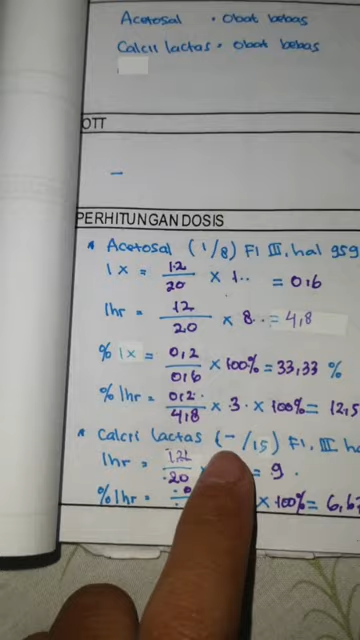 Acetosal • Obat bebas
Calcii lactas • Obat bebas
OTT
-
PERHITUNGAN DOSIS
* Acetosal (1/8) FI III, hal 959
1x = 12/20 x 1.. = 0,6
1hr = 12/20 x 8.. = 4,8
% 1x = 0,2/0,6 x 100% = 33,33 %
% 1hr = 0,2./4,8 x 3. x 100% = 12,5
* Calcii lactas (-/15) FI. III
1hr = 12/20 = 9.
% 1hr = x 100% = 6,67